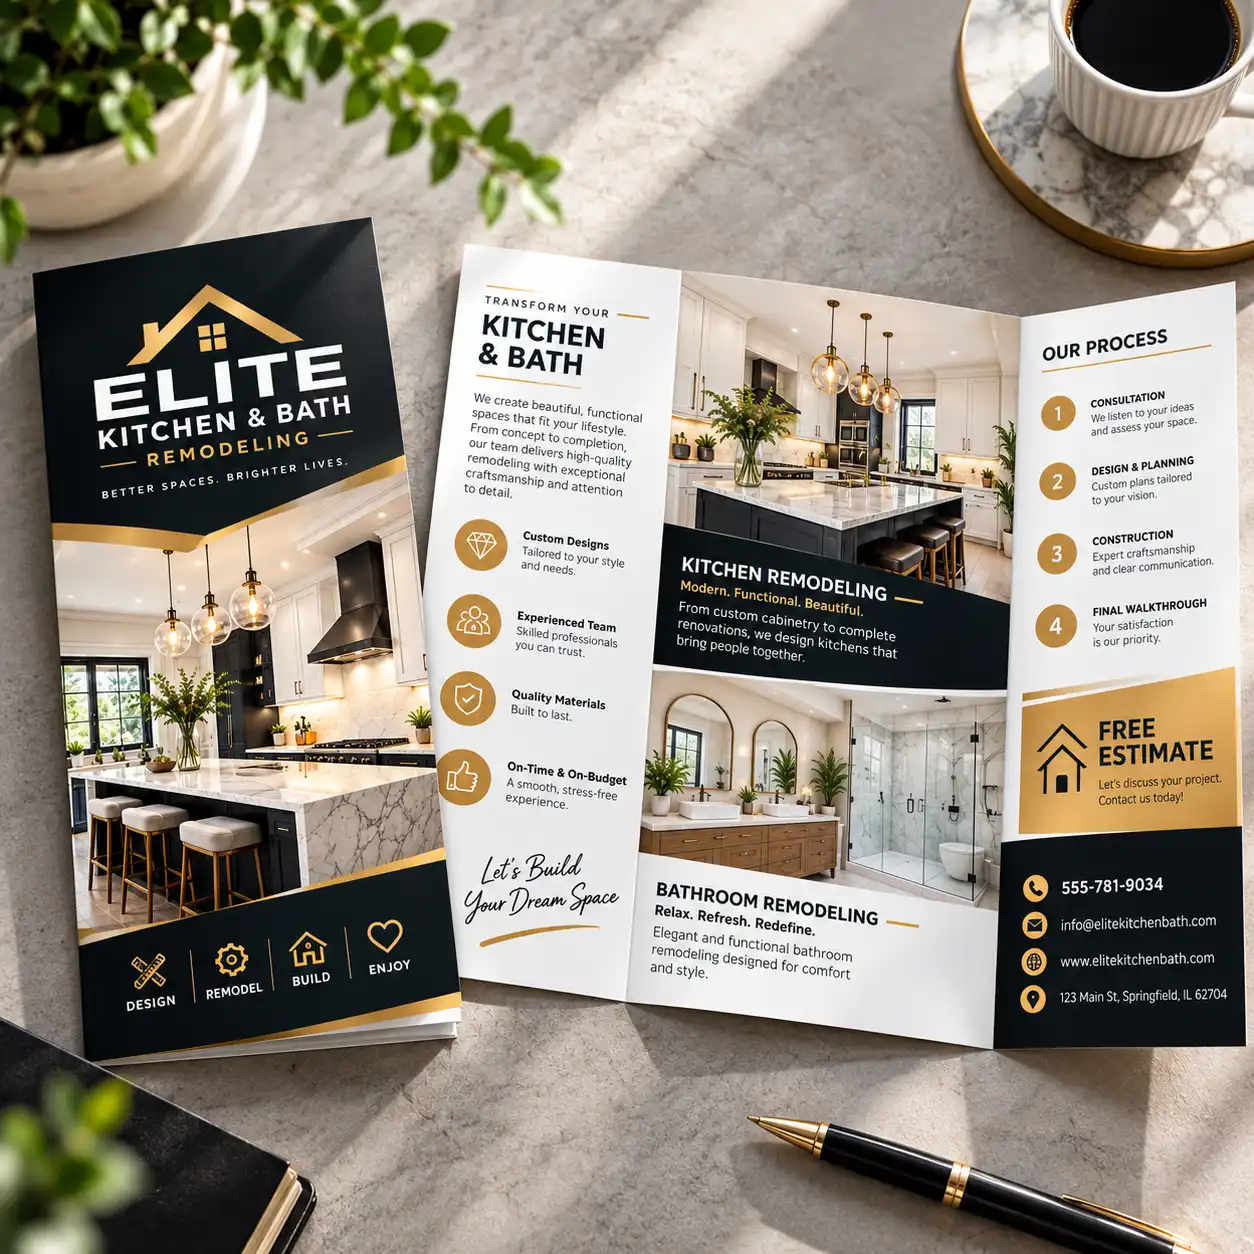 ELITE
KITCHEN & BATH
REMODELING
BETTER SPACES. BRIGHTER LIVES.
DESIGN
REMODEL
BUILD
ENJOY
TRANSFORM YOUR
KITCHEN
& BATH
We create beautiful, functional
spaces that fit your lifestyle.
From concept to completion,
our team delivers high-quality
remodeling with exceptional
craftsmanship and attention
to detail.
Custom Designs
Tailored to your style
and needs.
Experienced Team
Skilled professionals
you can trust.
Quality Materials
Built to last.
On-Time & On-Budget
A smooth, stress-free
experience.
Let's Build
Your Dream Space
KITCHEN REMODELING
Modern. Functional. Beautiful.
From custom cabinetry to complete
renovations, we design kitchens that
bring people together.
BATHROOM REMODELING
Relax. Refresh. Redefine.
Elegant and functional bathroom
remodeling designed for comfort
and style.
OUR PROCESS
1
CONSULTATION
We listen to your ideas
and assess your space.
2
DESIGN & PLANNING
Custom plans tailored
to your vision.
3
CONSTRUCTION
Expert craftsmanship
and clear communication.
4
FINAL WALKTHROUGH
Your satisfaction
is our priority.
FREE
ESTIMATE
Let's discuss your project.
Contact us today!
555-781-9034
info@elitekitchenbath.com
www.elitekitchenbath.com
123 Main St, Springfield, IL 62704